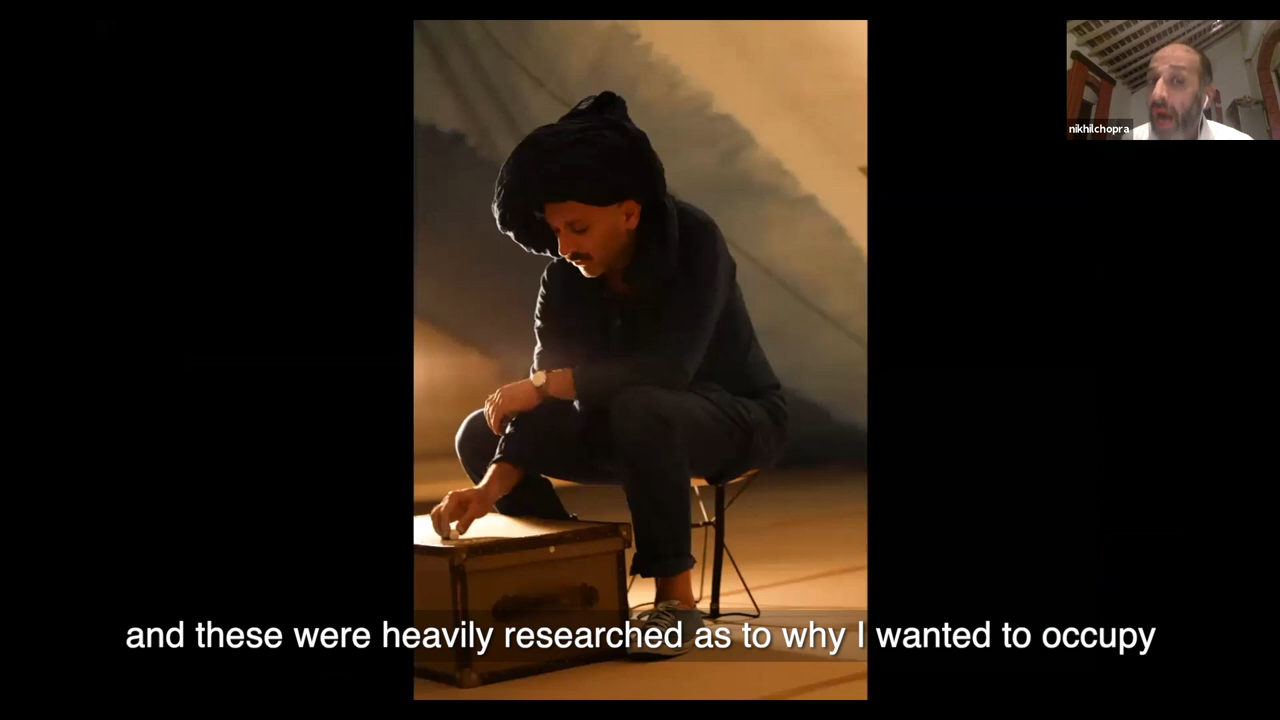 nikhilchopra
and these were heavily researched as to why I wanted to occupy